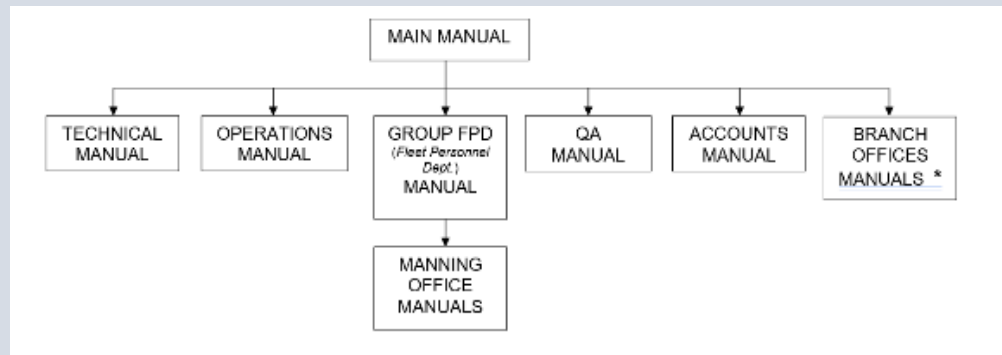 MAIN MANUAL
TECHNICAL
MANUAL
OPERATIONS
MANUAL
GROUP FPD
(Fleet Personnel
Dept.)
MANUAL
QA
MANUAL
ACCOUNTS
MANUAL
BRANCH
OFFICES
MANUALS *
MANNING
OFFICE
MANUALS